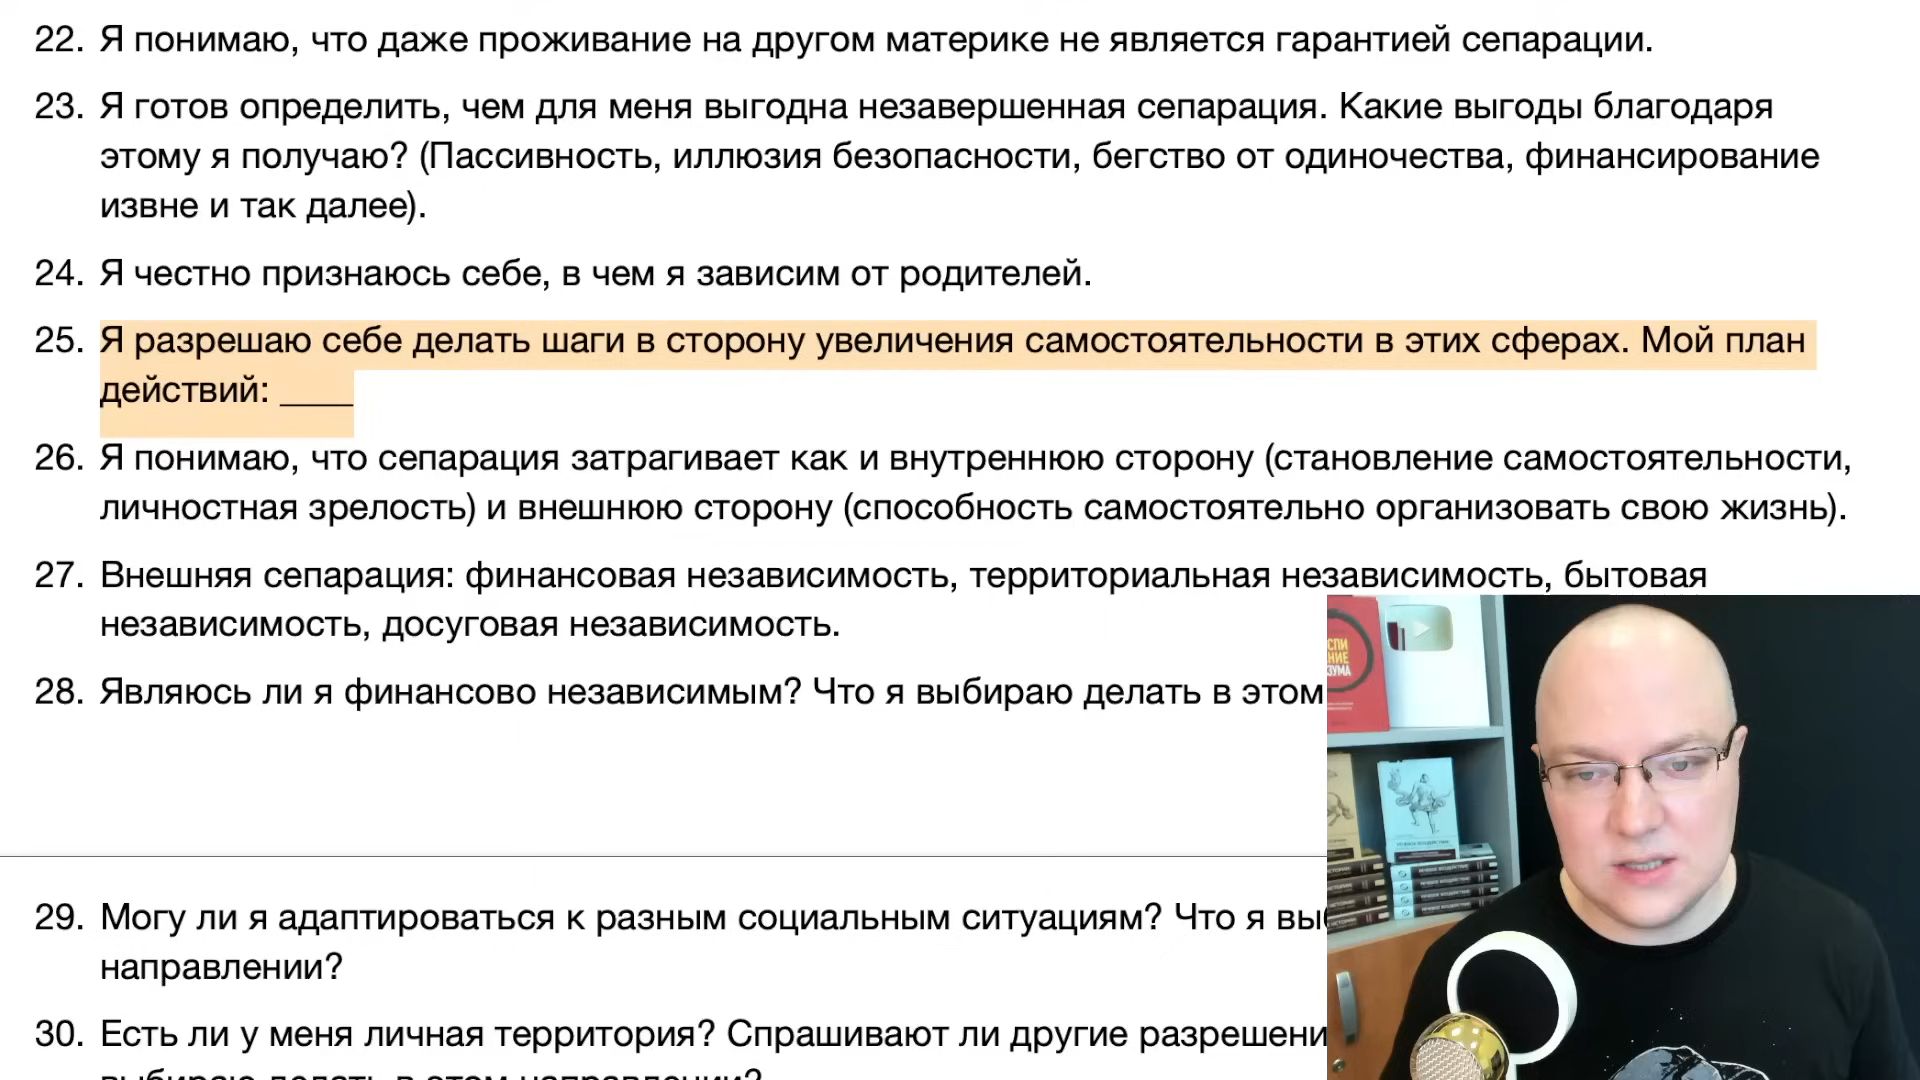 22. Я понимаю, что даже проживание на другом материке не является гарантией сепарации.
23. Я готов определить, чем для меня выгодна незавершенная сепарация. Какие выгоды благодаря
этому я получаю? (Пассивность, иллюзия безопасности, бегство от одиночества, финансирование
извне и так далее).
24. Я честно признаюсь себе, в чем я зависим от родителей.
25. Я разрешаю себе делать шаги в сторону увеличения самостоятельности в этих сферах. Мой план
действий: ____
26. Я понимаю, что сепарация затрагивает как и внутреннюю сторону (становление самостоятельности,
личностная зрелость) и внешнюю сторону (способность самостоятельно организовать свою жизнь).
27. Внешняя сепарация: финансовая независимость, территориальная независимость, бытовая
независимость, досуговая независимость.
28. Являюсь ли я финансово независимым? Что я выбираю делать в этом
29. Могу ли я адаптироваться к разным социальным ситуациям? Что я
направлении?
30. Есть ли у меня личная территория? Спрашивают ли другие
выбираю делать в этом направлении?